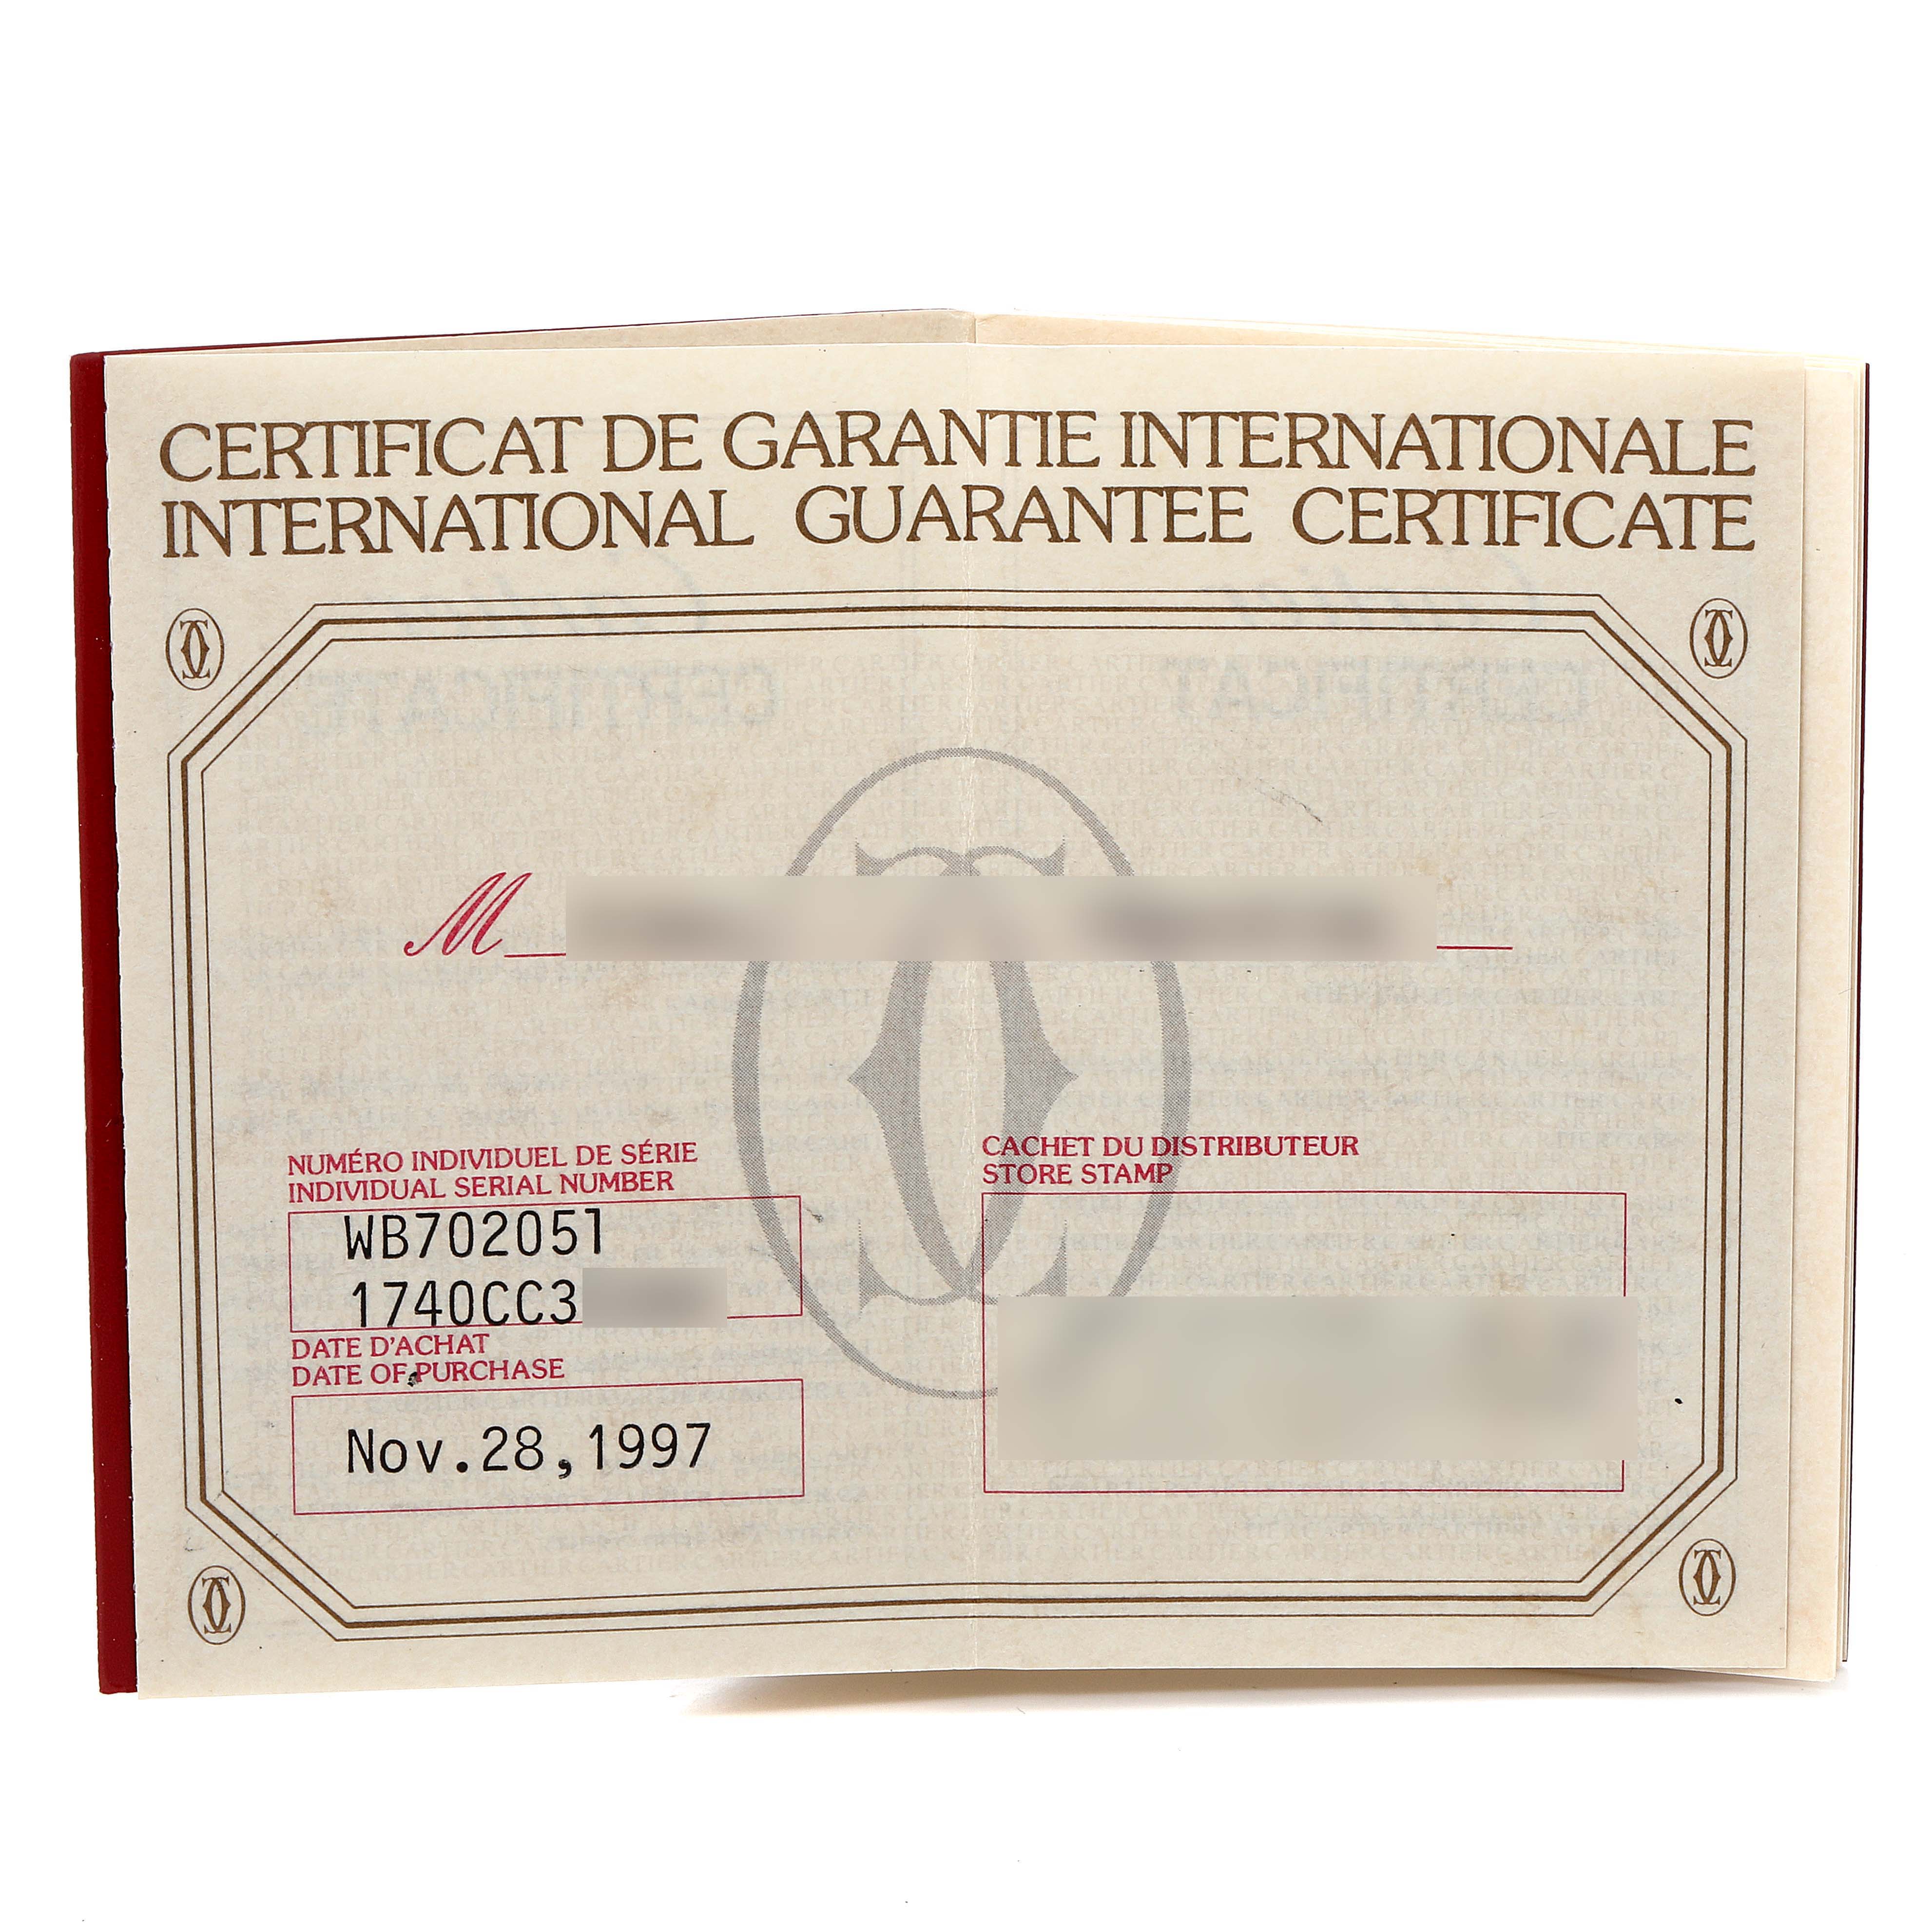 CERTIFICAT DE GARANTIE INTERNATIONALE
INTERNATIONAL GUARANTEE CERTIFICATE
M
NUMÉRO INDIVIDUEL DE SÉRIE
INDIVIDUAL SERIAL NUMBER
WB702051
1740CC3
DATE D'ACHAT
DATE OF PURCHASE
Nov.28,1997
CACHET DU DISTRIBUTEUR
STORE STAMP